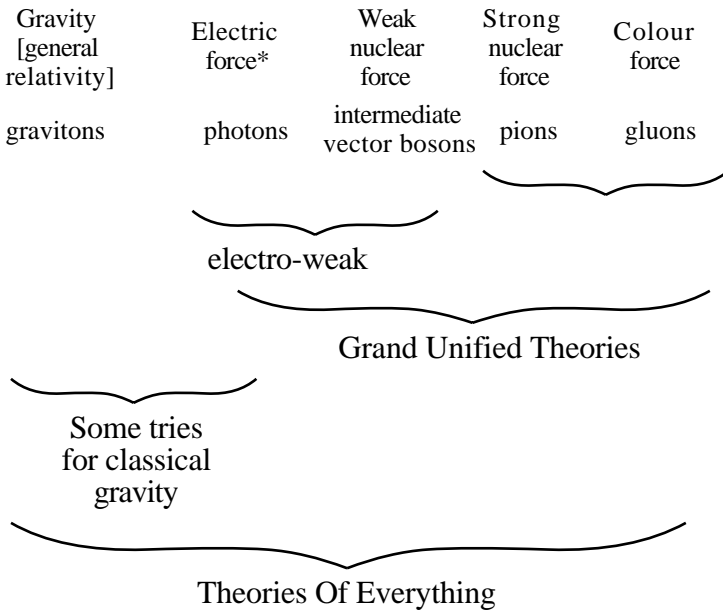 Gravity
[general
relativity]
Electric
force*
Weak
nuclear
force
Strong
nuclear
force
Colour
force
gravitons
photons
intermediate
vector bosons
pions
gluons
electro-weak
Grand Unified Theories
Some tries
for classical
gravity
Theories Of Everything